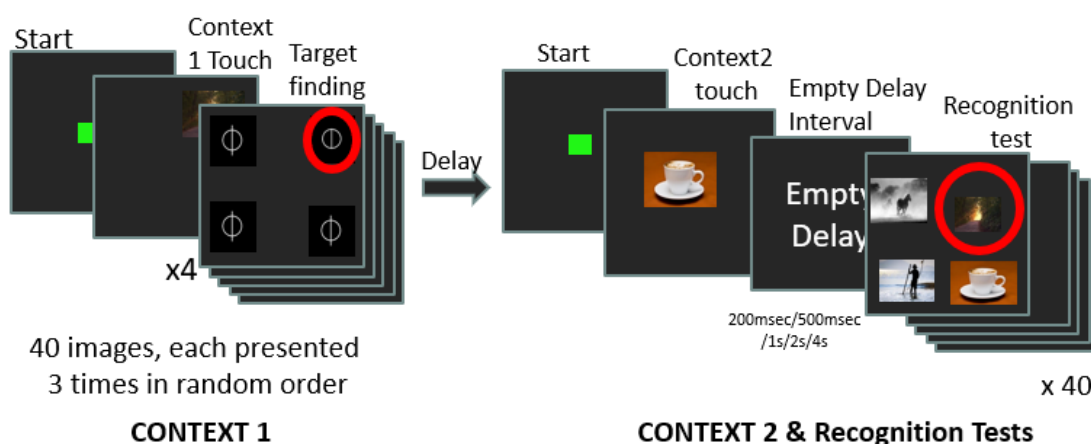 Start
Context
1 Touch
Target
finding
x4
40 images, each presented
3 times in random order
CONTEXT 1
Delay
Start
Context2
touch
Empty Delay
Interval
Empty
Delay
200msec/500msec
/1s/2s/4s
Recognition
test
x 40
CONTEXT 2 & Recognition Tests